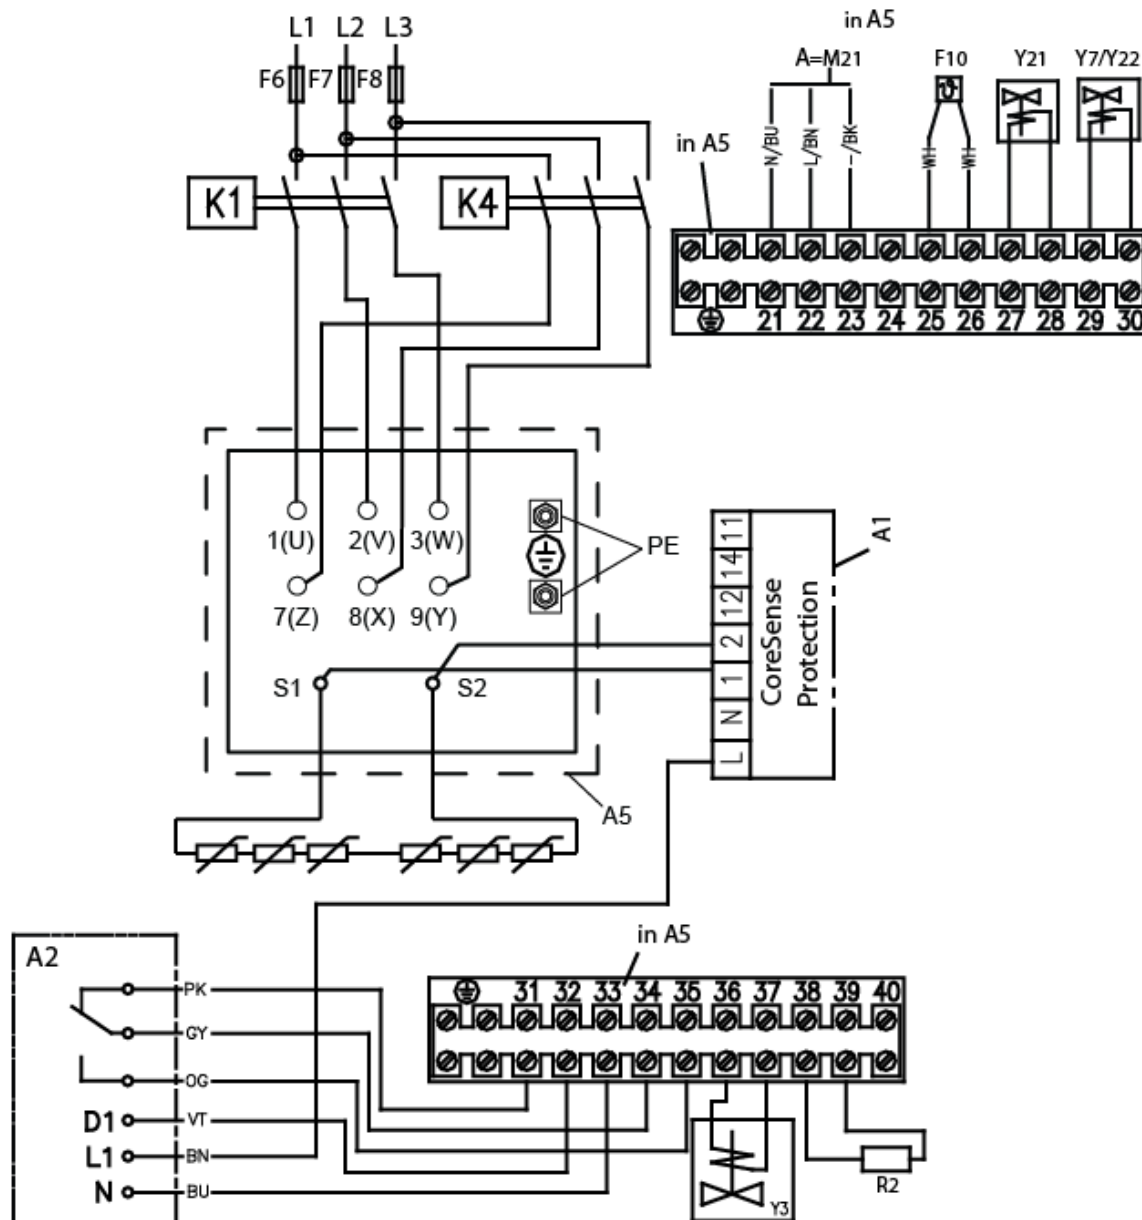 L1 L2 L3
F6 F7 F8
K1
K4
in A5
A=M21
F10
Y21
Y7/Y22
in A5
N/BU
L/BN
-/BK
WH
WH
21 22 23 24 25 26 27 28 29 30
1(U) 2(V) 3(W)
7(Z) 8(X) 9(Y)
PE
S1
S2
A5
11
14
12
2
1
N
L
CoreSense
Protection
A1
A2
PK
GY
OG
D1 VT
L1 BN
N BU
in A5
31 32 33 34 35 36 37 38 39 40
Y3
R2